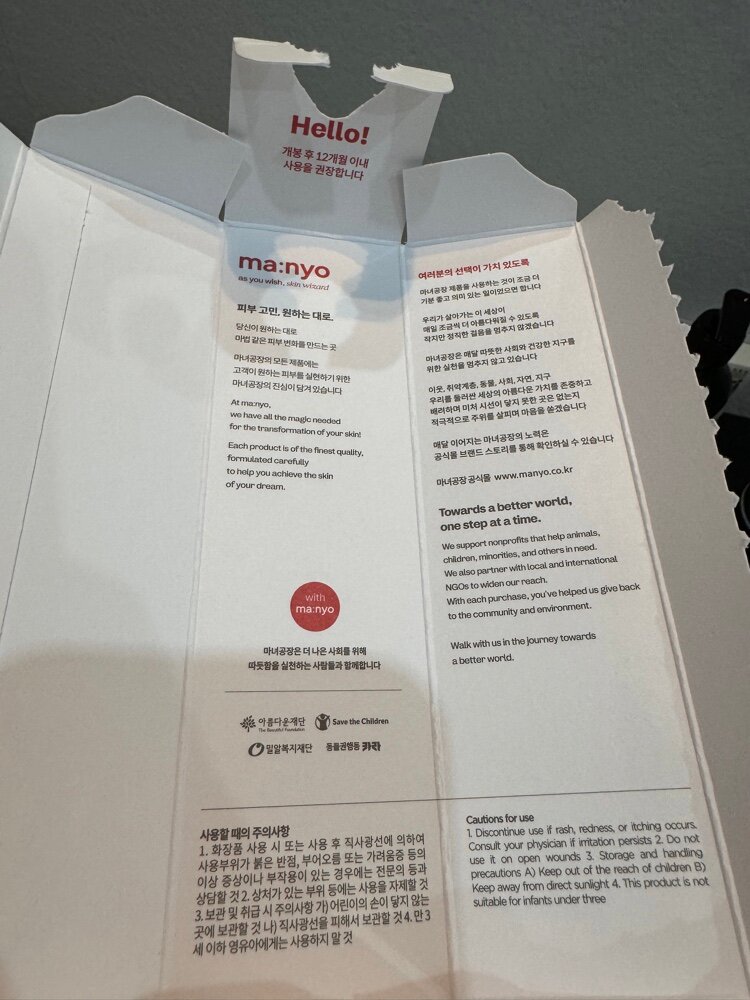 Hello!
개봉 후 12개월 이내
사용을 권장합니다
ma:nyo
as you wish, skin wizard
피부 고민, 원하는 대로.
당신이 원하는 대로
마법 같은 피부 변화를 만드는 곳
마녀공장의 모든 제품에는
고객이 원하는 피부를 실현하기 위한
마녀공장의 진심이 담겨 있습니다
At ma:nyo,
we have all the magic needed
for the transformation of your skin!
Each product is of the finest quality,
formulated carefully
to help you achieve the skin
of your dream.
with
ma:nyo
마녀공장은 더 나은 사회를 위해
따뜻함을 실천하는 사람들과 함께합니다
아름다운재단
The Beautiful Foundation
Save the Children
밀알복지재단
동물권행동 카라
사용할 때의 주의사항
1. 화장품 사용 시 또는 사용 후 직사광선에 의하여
사용부위가 붉은 반점, 부어오름 또는 가려움증 등의
이상 증상이나 부작용이 있는 경우에는 전문의 등과
상담할 것 2. 상처가 있는 부위 등에는 사용을 자제할 것
3. 보관 및 취급 시 주의사항 가) 어린이의 손이 닿지 않는
곳에 보관할 것 나) 직사광선을 피해서 보관할 것 4. 만 3
세 이하 영유아에게는 사용하지 말 것
여러분의 선택이 가치 있도록
마녀공장 제품을 사용하는 것이 조금 더
기분 좋고 의미 있는 일이었으면 합니다
우리가 살아가는 이 세상이
매일 조금씩 더 아름다워질 수 있도록
작지만 정직한 걸음을 멈추지 않겠습니다
마녀공장은 매일 따뜻한 사회와 건강한 지구를
위한 실천을 멈추지 않고 있습니다
이웃, 취약계층, 동물, 사회, 자연, 지구
우리를 둘러싼 세상의 아름다운 가치를 존중하고
배려하며 미처 시선이 닿지 못한 곳은 없는지
적극적으로 주위를 살피며 마음을 쏟겠습니다
매달 이어지는 마녀공장의 노력은
공식몰 브랜드 스토리를 통해 확인하실 수 있습니다
마녀공장 공식몰 www.manyo.co.kr
Towards a better world,
one step at a time.
We support nonprofits that help animals,
children, minorities, and others in need.
We also partner with local and international
NGOs to widen our reach.
With each purchase, you've helped us give back
to the community and environment.
Walk with us in the journey towards
a better world.
Cautions for use
1. Discontinue use if rash, redness, or itching occurs.
Consult your physician if irritation persists 2. Do not
use it on open wounds 3. Storage and handling
precautions A) Keep out of the reach of children B)
Keep away from direct sunlight 4. This product is not
suitable for infants under three